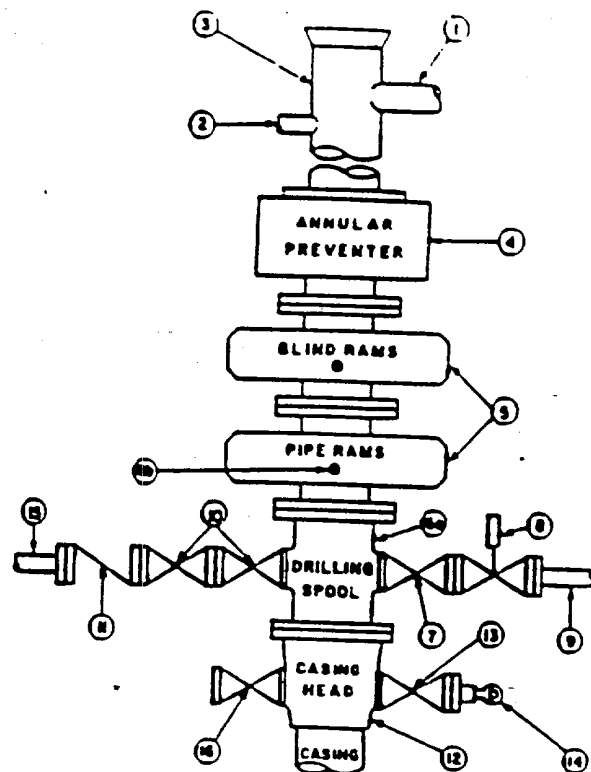 3
1
2
ANNULAR
PREVENTER
4
BLIND RAMS
5
PIPE RAMS
15
10
DRILLING
SPOOL
8
11
7
13
9
CASING
HEAD
16
12
14
CASING